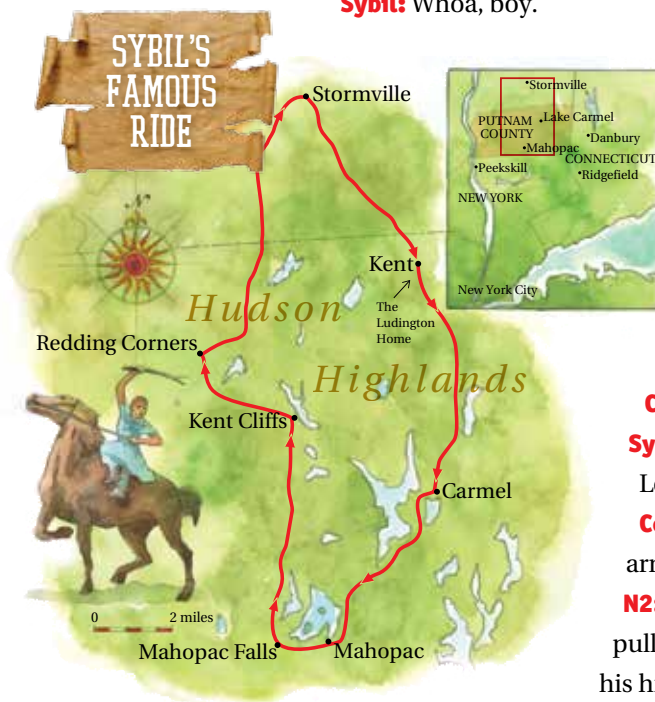 Sybil: Whoa, boy.
SYBIL'S
FAMOUS
RIDE
Stormville
Kent
The
Ludington
Home
Hudson
Highlands
Redding Corners
Kent Cliffs
Carmel
Mahopac Falls
Mahopac
0 2 miles
N
Stormville
PUTNAM
COUNTY
Lake Carmel
Danbury
Mahopac
CONNECTICUT
Peekskill
Ridgefield
NEW YORK
New York City
arm
N2:
pull
his h